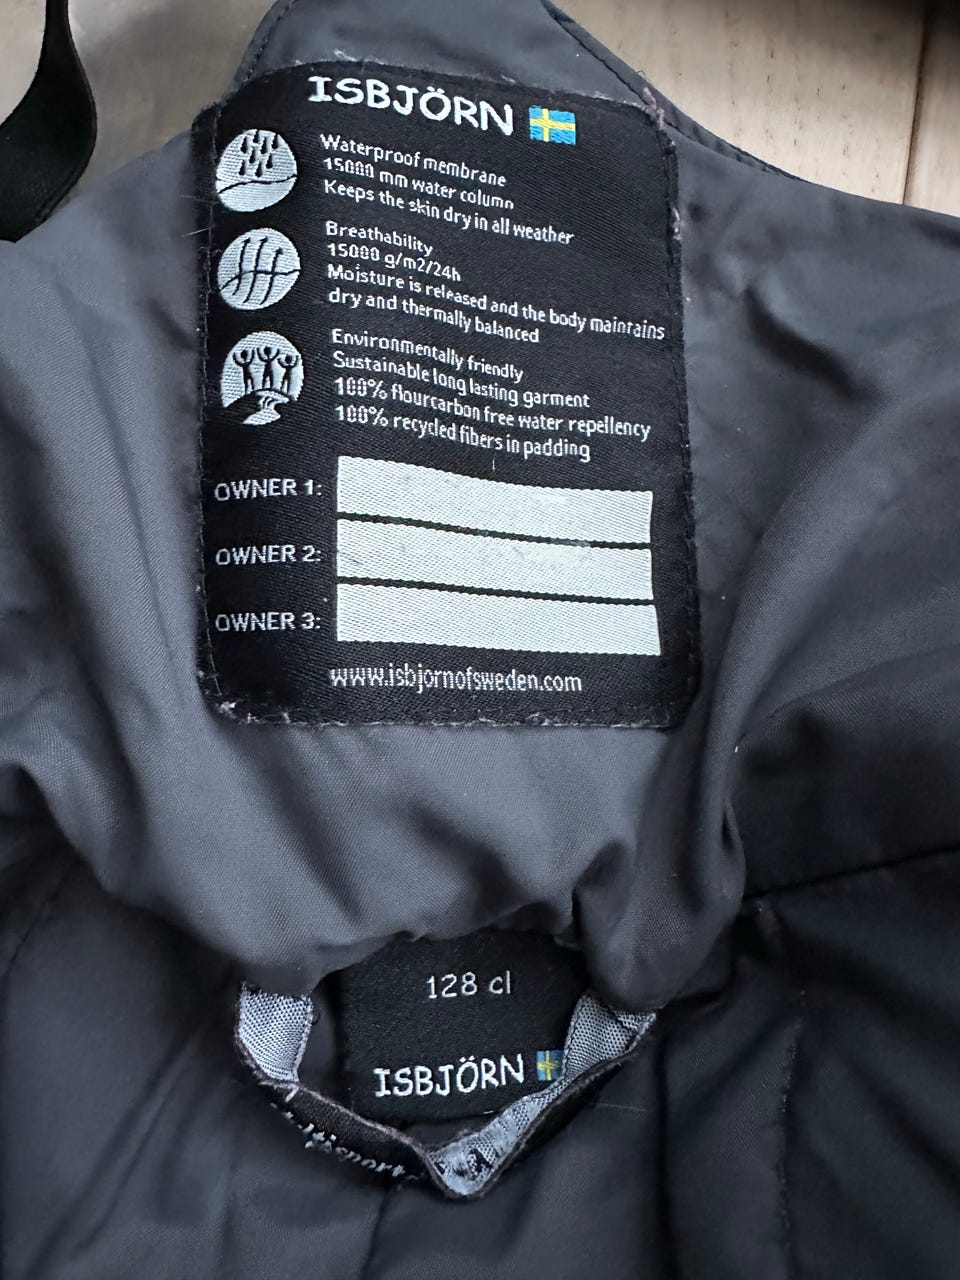 ISBJÖRN
Waterproof membrane
15000 mm water column
Keeps the skin dry in all weather
Breathability
15000 g/m2/24h
Moisture is released and the body maintains
dry and thermally balanced
Environmentally friendly
Sustainable long lasting garment
100% flourcarbon free water repellency
100% recycled fibers in padding
OWNER 1:
OWNER 2:
OWNER 3:
www.isbjornofsweden.com
128 cl
ISBJÖRN